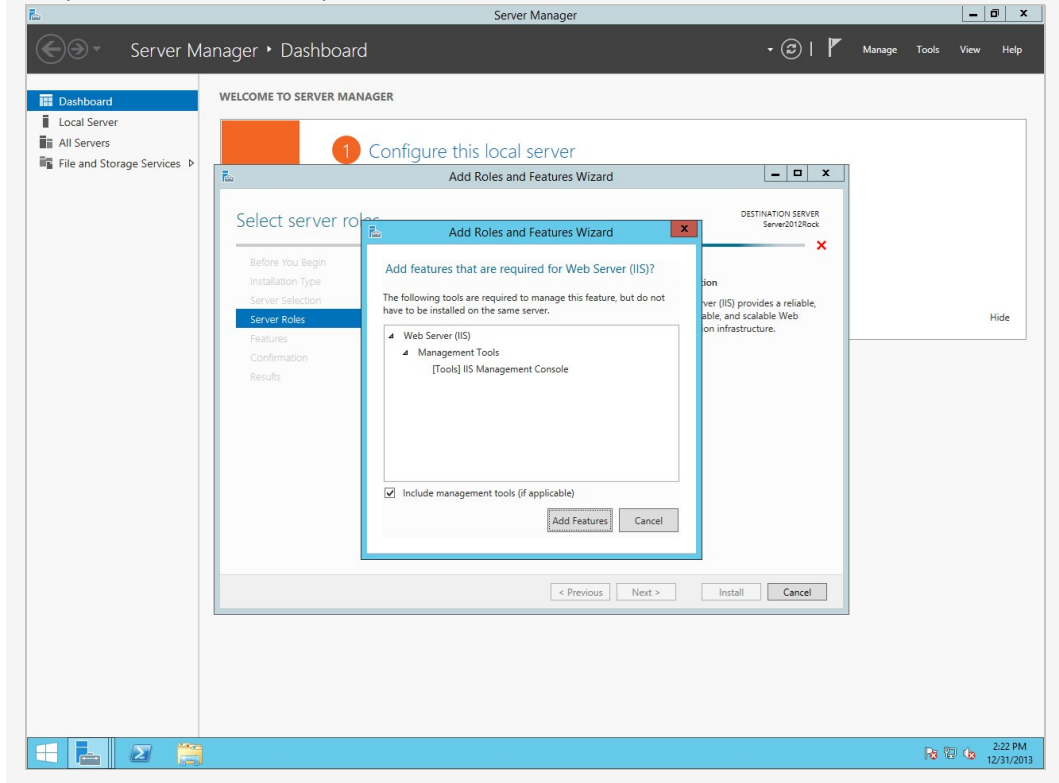 Server Manager
Server Manager • Dashboard
Manage Tools View Help
Dashboard
Local Server
All Servers
File and Storage Services
WELCOME TO SERVER MANAGER
1 Configure this local server
Hide
Add Roles and Features Wizard
Select server roles
DESTINATION SERVER
Server2012Rock
Before You Begin
Installation Type
Server Selection
Server Roles
Features
Confirmation
Results
(IIS) provides a reliable,
and scalable Web
infrastructure.
Add Roles and Features Wizard
Add features that are required for Web Server (IIS)?
The following tools are required to manage this feature, but do not
have to be installed on the same server.
Web Server (IIS)
Management Tools
[Tools] IIS Management Console
Include management tools (if applicable)
Add Features Cancel
< Previous Next > Install Cancel
2:22 PM
12/31/2013